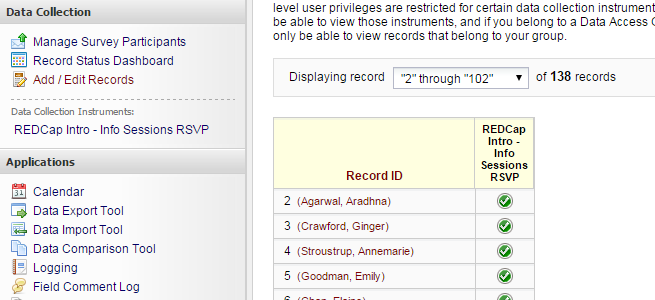 Data Collection
Manage Survey Participants
Record Status Dashboard
Add / Edit Records
Data Collection Instruments:
REDCap Intro - Info Sessions RSVP
Applications
Calendar
Data Export Tool
Data Import Tool
Data Comparison Tool
Logging
Field Comment Log
level user privileges are restricted for certain data collection instrument
be able to view those instruments, and if you belong to a Data Access
only be able to view records that belong to your group.
Displaying record "2" through "102" of 138 records
Record ID
REDCap
Intro -
Info
Sessions
RSVP
2 (Agarwal, Aradhna)
3 (Crawford, Ginger)
4 (Stroustrup, Annemarie)
5 (Goodman, Emily)